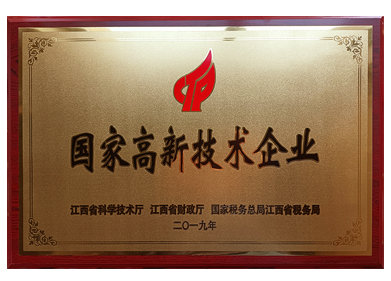 国家高新技术企业
江西省科学技术厅 江西省财政厅 国家税务总局江西省税务局
二〇一九年